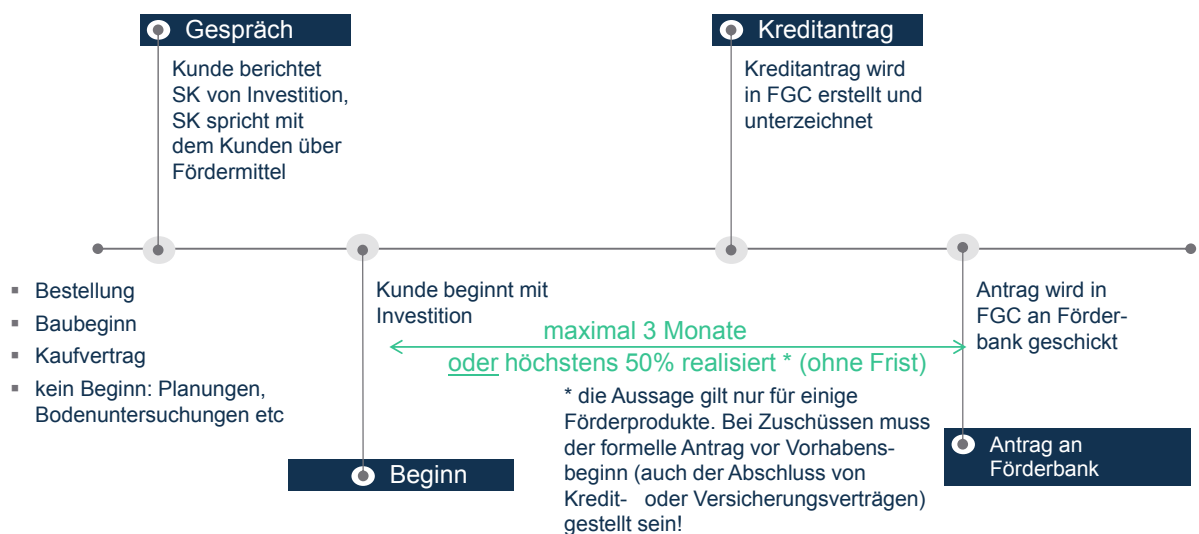 Gespräch
Kunde berichtet
SK von Investition,
SK spricht mit
dem Kunden über
Fördermittel
Kreditantrag
Kreditantrag wird
in FGC erstellt und
unterzeichnet
Bestellung
Baubeginn
Kaufvertrag
kein Beginn: Planungen,
Bodenuntersuchungen etc
Kunde beginnt mit
Investition
Beginn
maximal 3 Monate
oder höchstens 50% realisiert * (ohne Frist)
* die Aussage gilt nur für einige
Förderprodukte. Bei Zuschüssen muss
der formelle Antrag vor Vorhabens-
beginn (auch der Abschluss von
Kredit- oder Versicherungsverträgen)
gestellt sein!
Antrag wird in
FGC an Förder-
bank geschickt
Antrag an
Förderbank